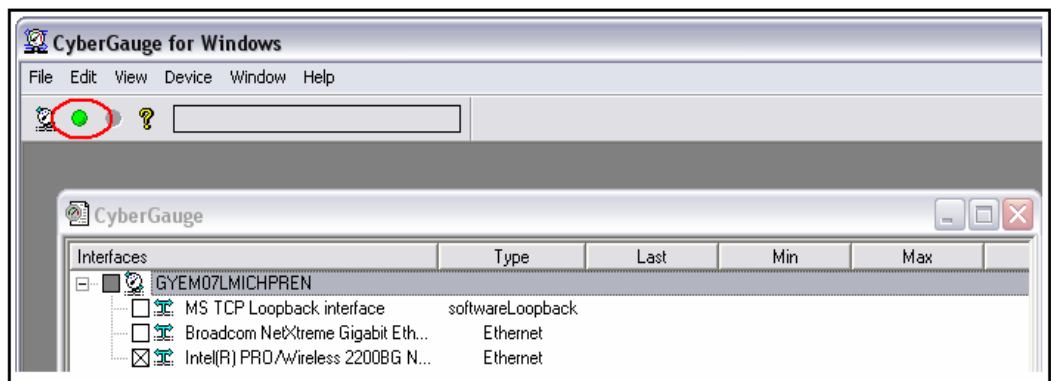 CyberGauge for Windows
File Edit View Device Window Help
CyberGauge
Interfaces Type Last Min Max
GYEM07LMICHPREN
MS TCP Loopback interface softwareLoopback
Broadcom NetXtreme Gigabit Eth... Ethernet
Intel(R) PRO/Wireless 2200BG N... Ethernet